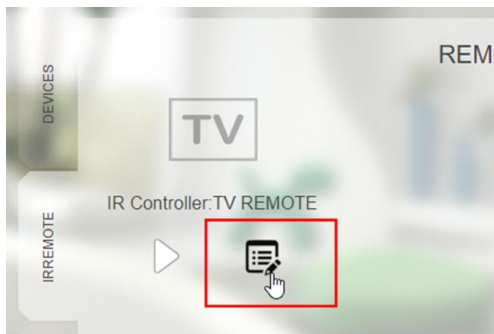 REM
DEVICES
TV
IR Controller:TV REMOTE
IRREMOTE